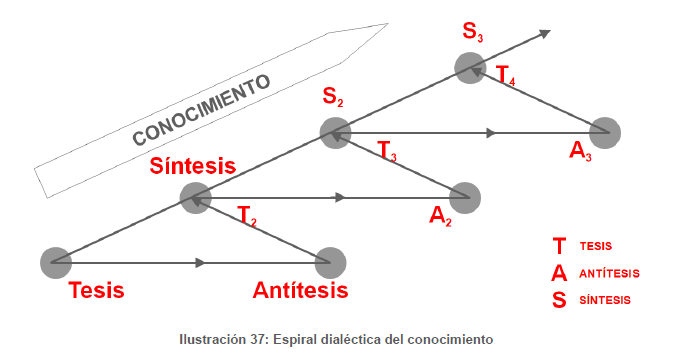 S3
T4
CONOCIMIENTO
S2
A3
T3
Síntesis
T2
A2
Tesis
Antítesis
T TESIS
A ANTÍTESIS
S SÍNTESIS
Ilustración 37: Espiral dialéctica del conocimiento